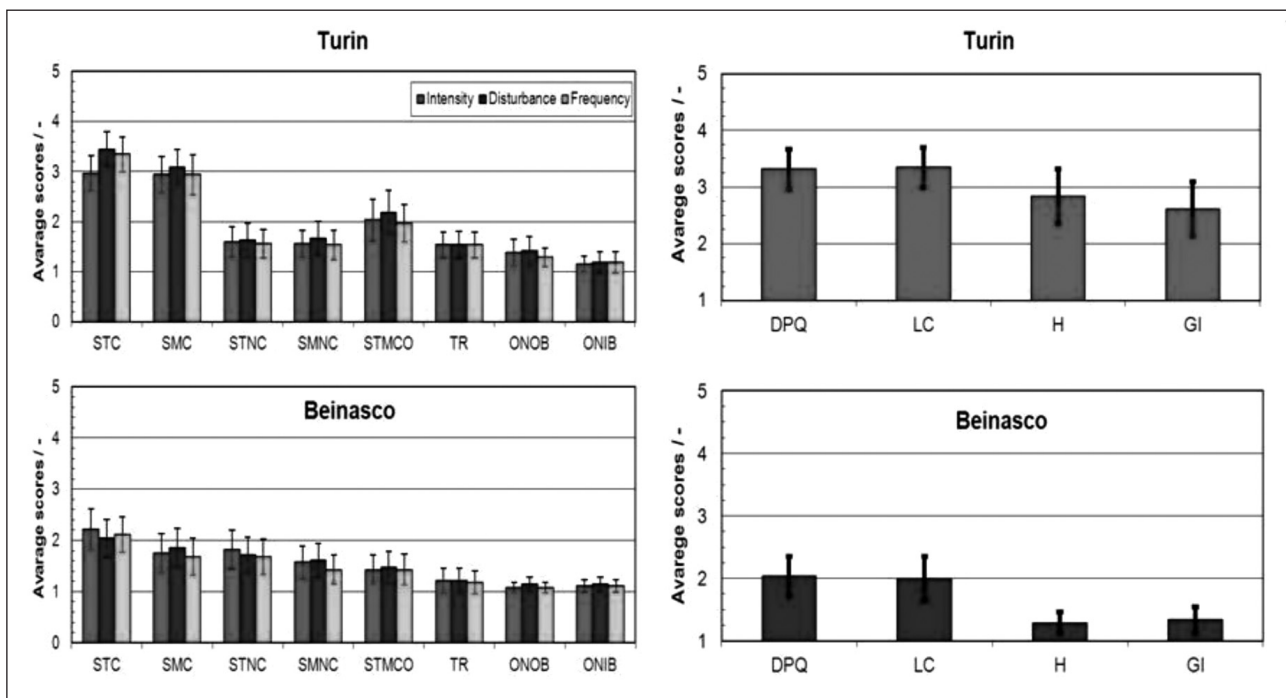 Turin
Avarage scores / -
5
4
3
2
1
0
Intensity Disturbance Frequency
STC SMC STNC SMNC STMCO TR ONOB ONIB
Turin
Avarege scores / -
5
4
3
2
1
DPQ LC H GI
Beinasco
Avarage scores / -
5
4
3
2
1
0
STC SMC STNC SMNC STMCO TR ONOB ONIB
Beinasco
Avarege scores / -
5
4
3
2
1
DPQ LC H GI